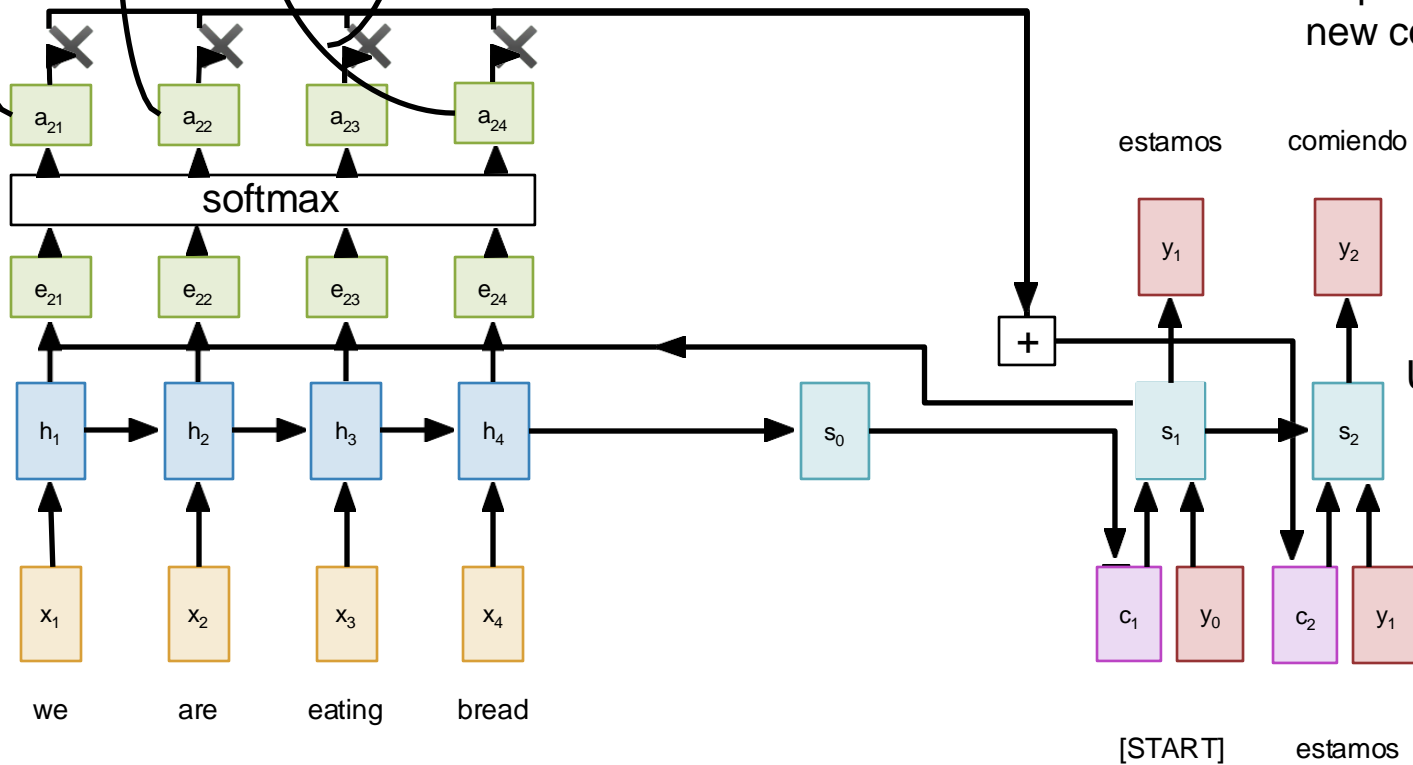 new co
a21 a22 a23 a24
estamos comiendo
softmax
y1 y2
e21 e22 e23 e24
+
h1 h2 h3 h4 s0 s1 s2
x1 x2 x3 x4 c1 y0 c2 y1
we are eating bread
[START] estamos